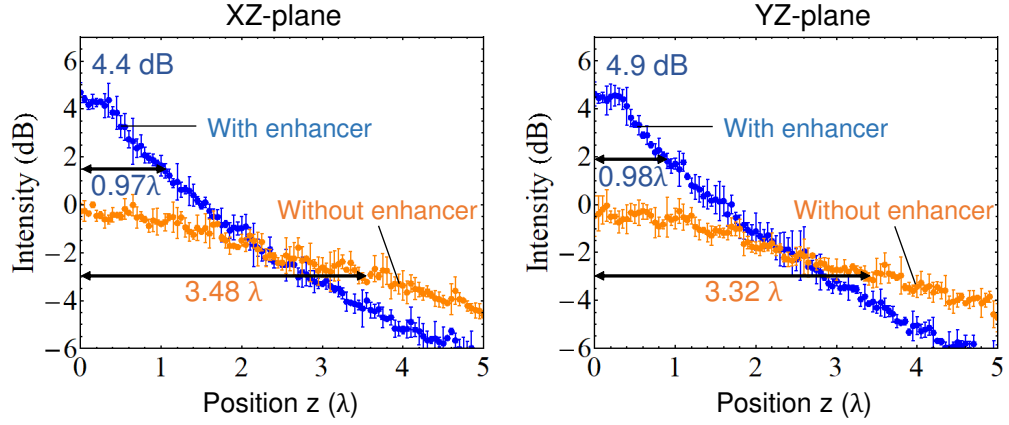 XZ-plane
6
4
2
0
−2
−4
−6
Intensity (dB)
4.4 dB
With enhancer
0.97λ
Without enhancer
3.48 λ
0 1 2 3 4 5
Position z (λ)
YZ-plane
6
4
2
0
−2
−4
−6
Intensity (dB)
4.9 dB
With enhancer
0.98λ
Without enhancer
3.32 λ
0 1 2 3 4 5
Position z (λ)